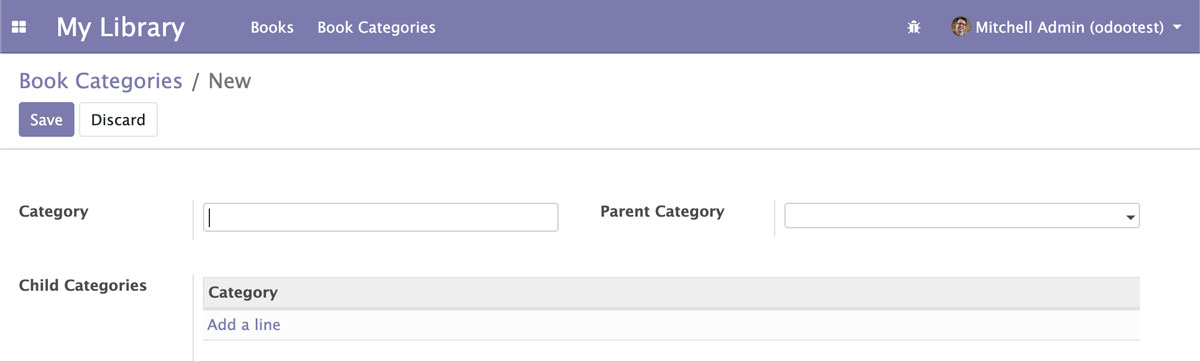 My Library Books Book Categories Mitchell Admin (odootest)
Book Categories / New
Save Discard
Category Parent Category
Child Categories Category
Add a line